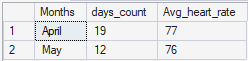 Months days_count Avg_heart_rate
1 April 19 77
2 May 12 76